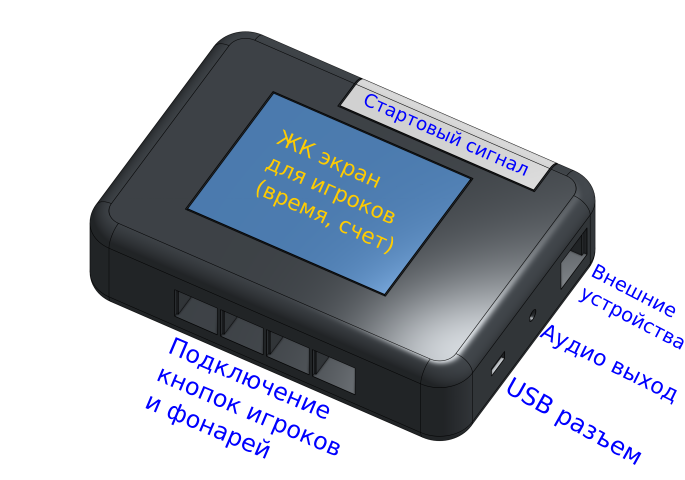 Стартовый сигнал
ЖК экран
для игроков
(время, счет)
Внешние
устройства
Аудио выход
USB разъем
Подключение
кнопок игроков
и фонарей